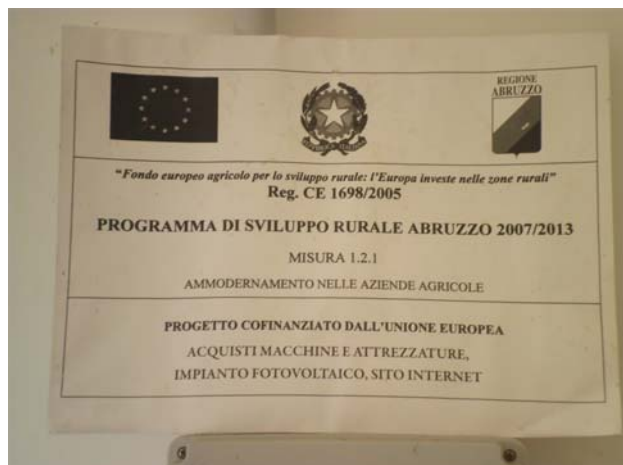 REGIONE
ABRUZZO
"Fondo europeo agricolo per lo sviluppo rurale: l'Europa investe nelle zone rurali"
Reg. CE 1698/2005
PROGRAMMA DI SVILUPPO RURALE ABRUZZO 2007/2013
MISURA 1.2.1
AMMODERNAMENTO NELLE AZIENDE AGRICOLE
PROGETTO COFINANZIATO DALL'UNIONE EUROPEA
ACQUISTI MACCHINE E ATTREZZATURE,
IMPIANTO FOTOVOLTAICO, SITO INTERNET